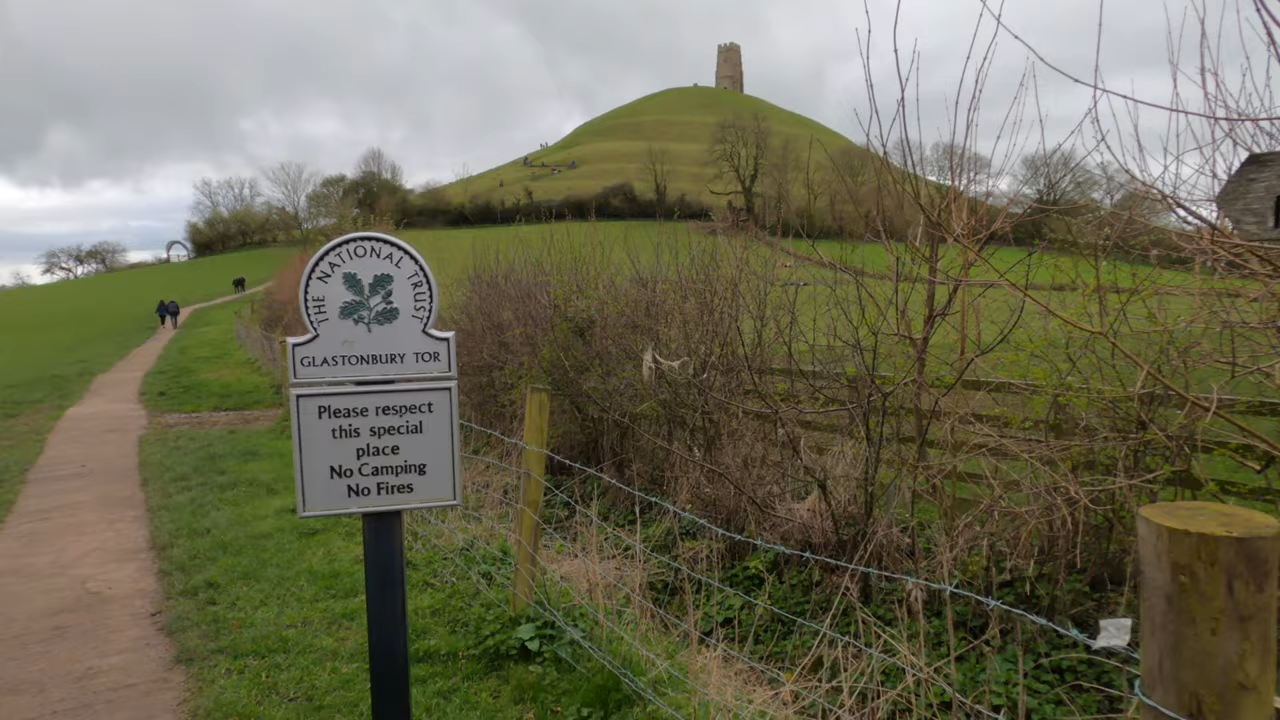 THE NATIONAL TRUST
GLASTONBURY TOR
Please respect
this special
place
No Camping
No Fires